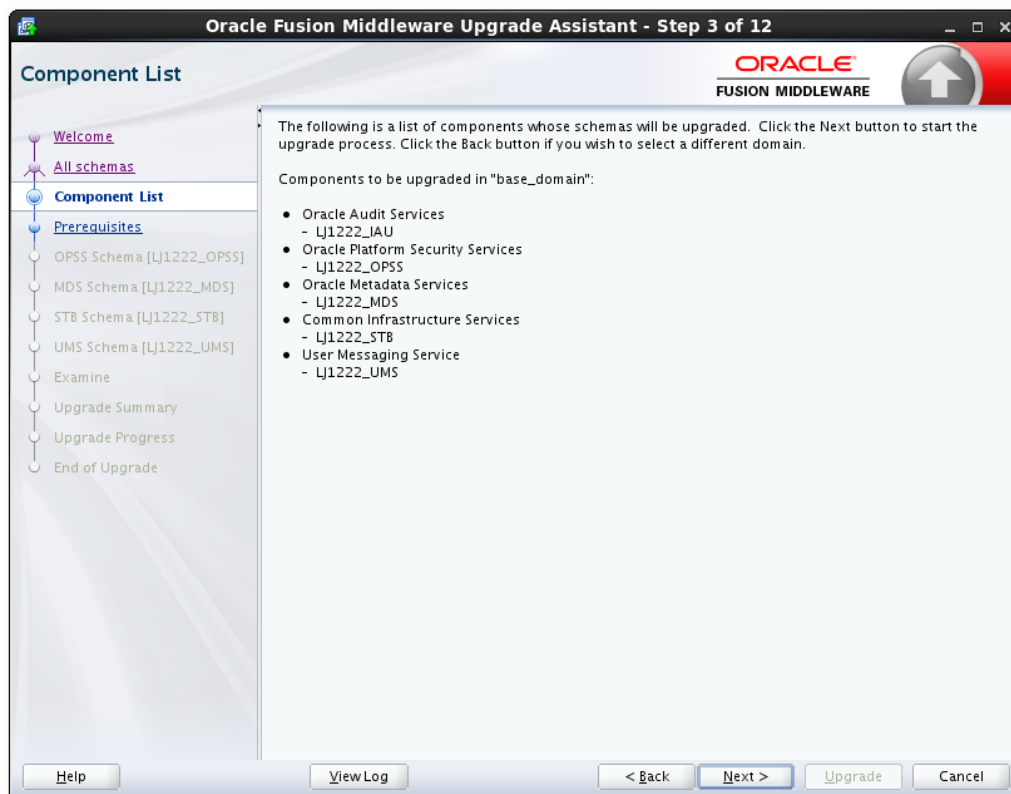 Oracle Fusion Middleware Upgrade Assistant - Step 3 of 12
Component List
ORACLE
FUSION MIDDLEWARE
Welcome
All schemas
Component List
Prerequisites
OPSS Schema [LJ1222_OPSS]
MDS Schema [LJ1222_MDS]
STB Schema [LJ1222_STB]
UMS Schema [LJ1222_UMS]
Examine
Upgrade Summary
Upgrade Progress
End of Upgrade
The following is a list of components whose schemas will be upgraded. Click the Next button to start the
upgrade process. Click the Back button if you wish to select a different domain.
Components to be upgraded in "base_domain":
● Oracle Audit Services
– LJ1222_IAU
● Oracle Platform Security Services
– LJ1222_OPSS
● Oracle Metadata Services
– LJ1222_MDS
● Common Infrastructure Services
– LJ1222_STB
● User Messaging Service
– LJ1222_UMS
Help View Log < Back Next > Upgrade Cancel